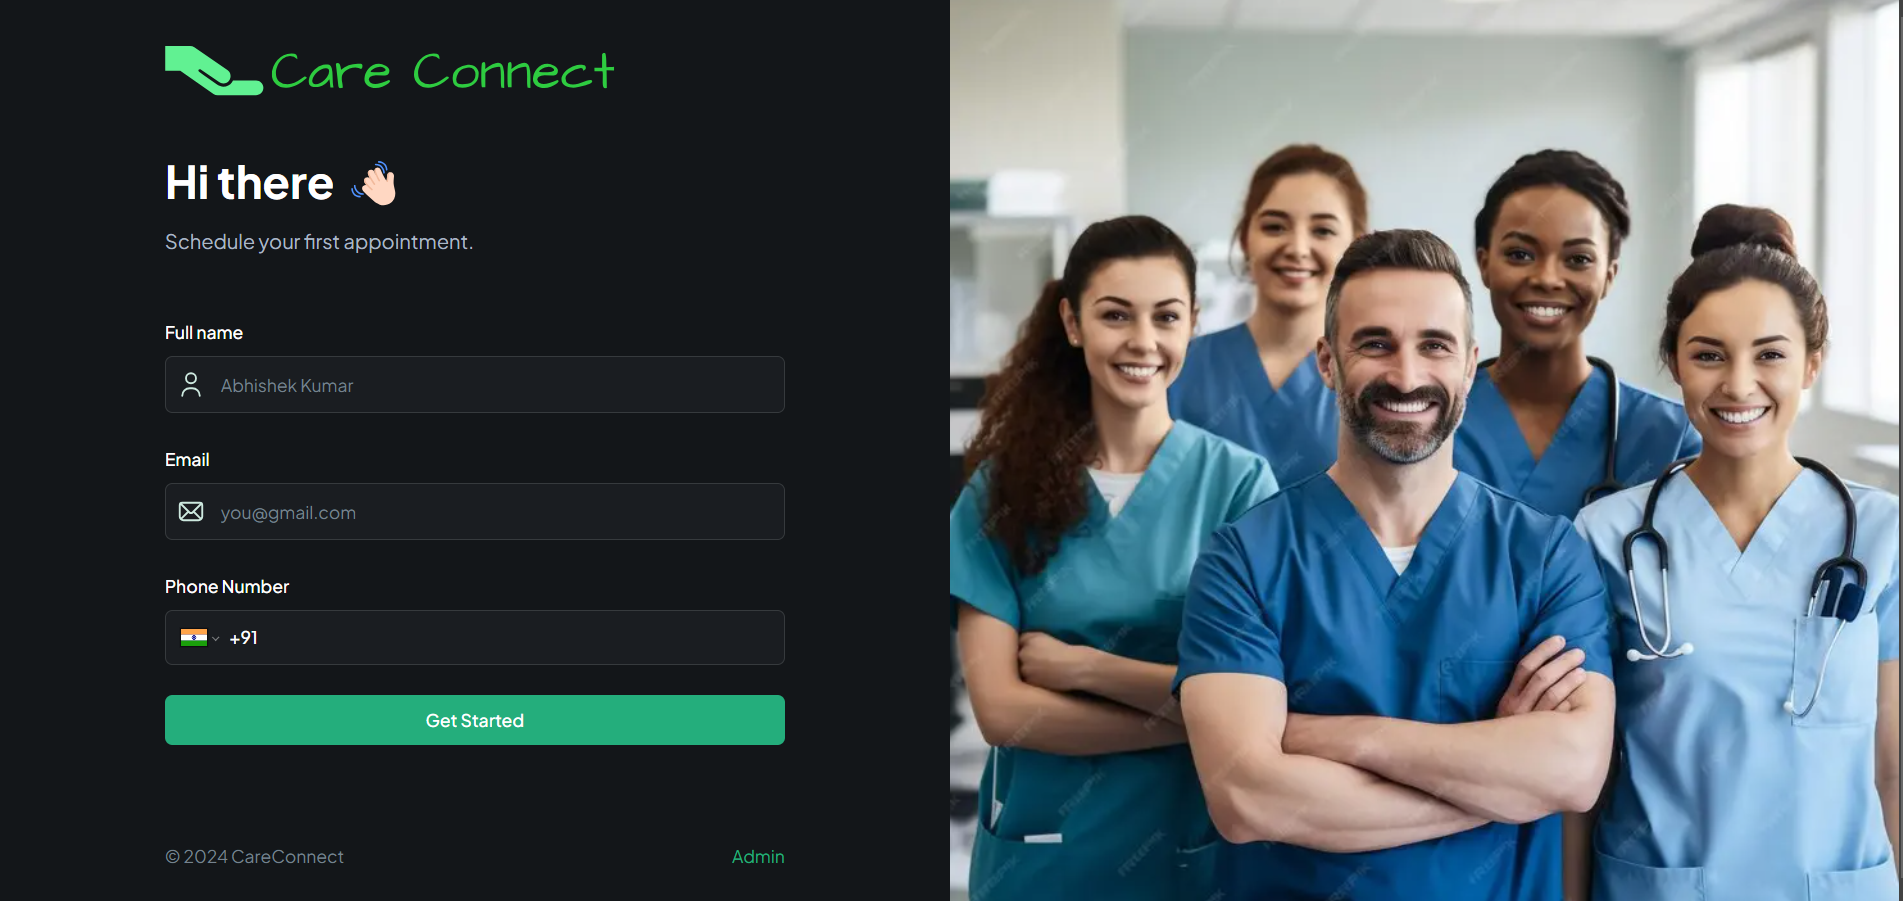 Care Connect
Hi there
Schedule your first appointment.
Full name
Abhishek Kumar
Email
you@gmail.com
Phone Number
+91
Get Started
© 2024 CareConnect
Admin
FREEPIK